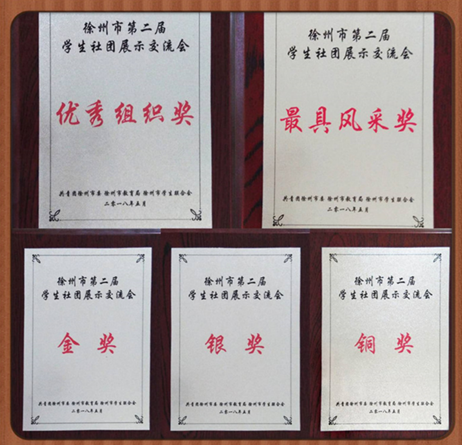 徐州市第二届
学生社团展示交流会
优秀组织奖
共青团徐州市委 徐州市教育局 徐州市学生联合会
二零一八年五月
徐州市第二届
学生社团展示交流会
最具风采奖
共青团徐州市委 徐州市教育局 徐州市学生联合会
二零一八年五月
徐州市第二届
学生社团展示交流会
金奖
共青团徐州市委 徐州市教育局 徐州市学生联合会
二〇一八年五月
徐州市第二届
学生社团展示交流会
银奖
共青团徐州市委 徐州市教育局 徐州市学生联合会
二〇一八年五月
徐州市第二届
学生社团展示交流会
铜奖
共青团徐州市委 徐州市教育局 徐州市学生联合会
二〇一八年五月